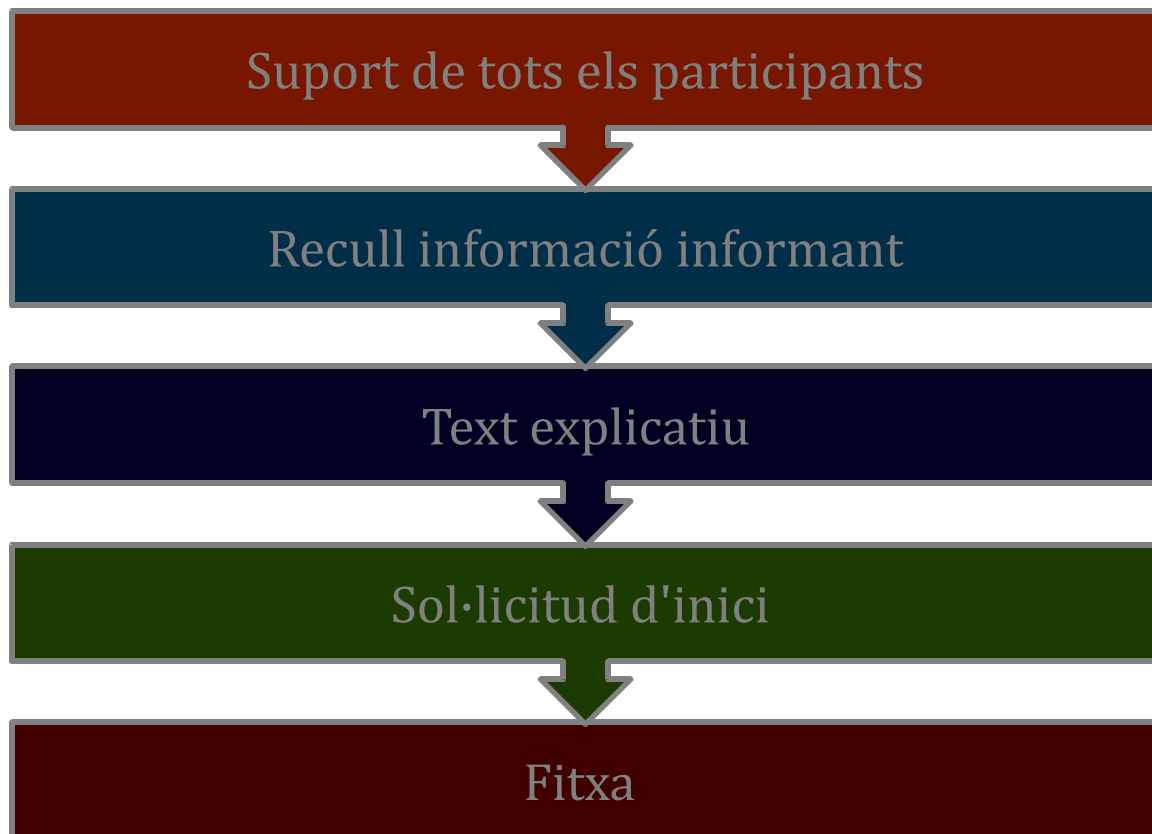 Suport de tots els participants
Recull informació informant
Text explicatiu
Sol·licitud d'inici
Fitxa